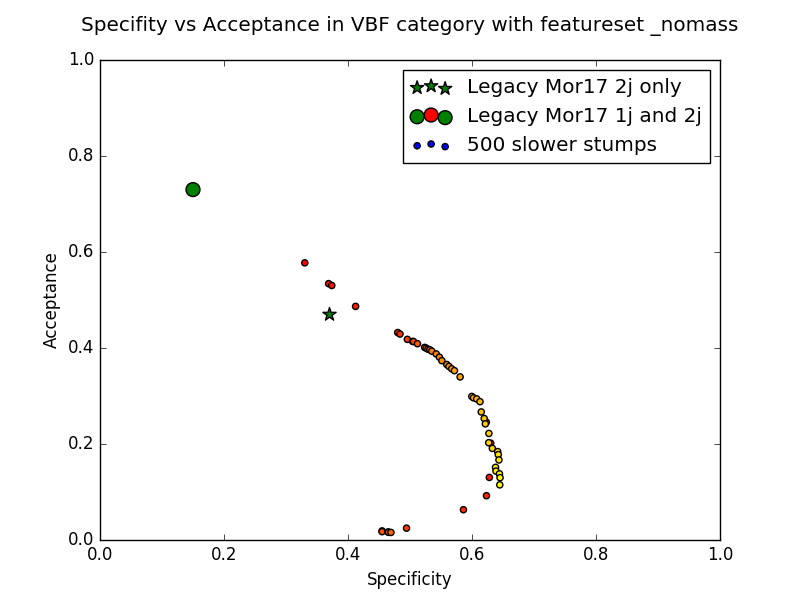 Specifity vs Acceptance in VBF category with featureset _nomass
1.0
0.8
0.6
0.4
0.2
0.0
Acceptance
Legacy Mor17 2j only
Legacy Mor17 1j and 2j
500 slower stumps
0.0 0.2 0.4 0.6 0.8 1.0
Specificity